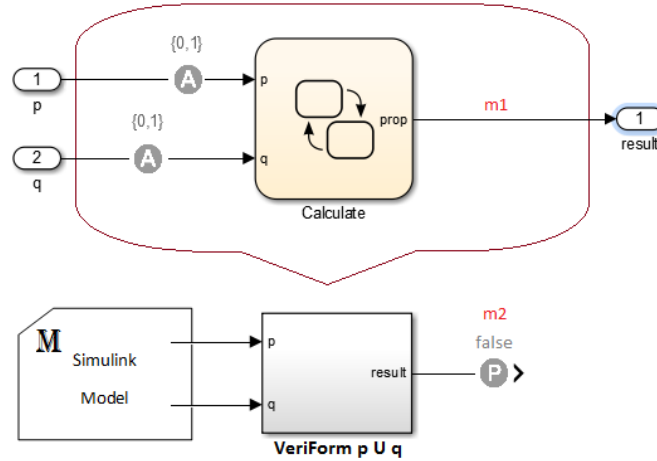 {0,1}
1
A
p
p
{0,1}
prop
m1
1
result
2
A
q
q
Calculate
M
Simulink
Model
p
q
result
m2
false
P
VeriForm p U q